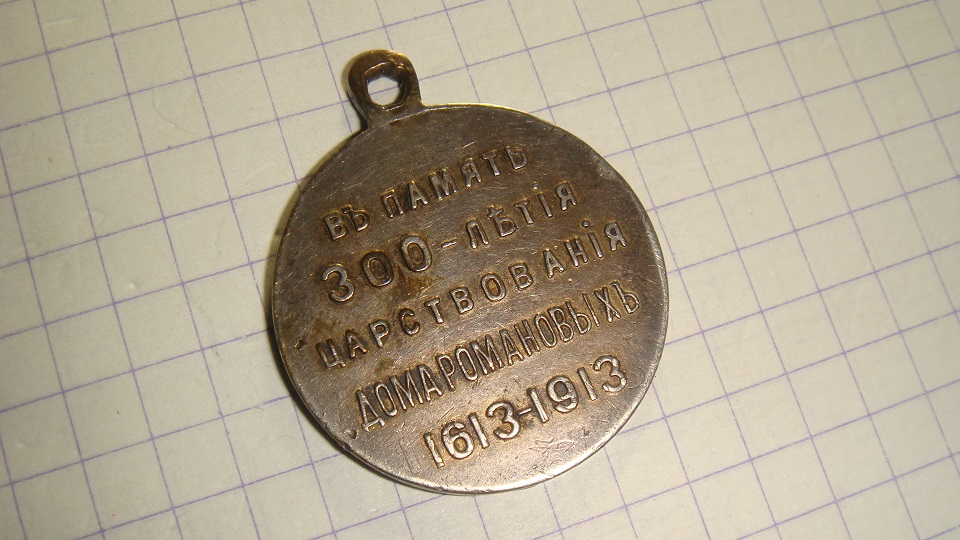 ВЪ ПАМЯТЬ
300-ЛѢТІЯ
ЦАРСТВОВАНІЯ
ДОМА РОМАНОВЫХЪ
1613-1913